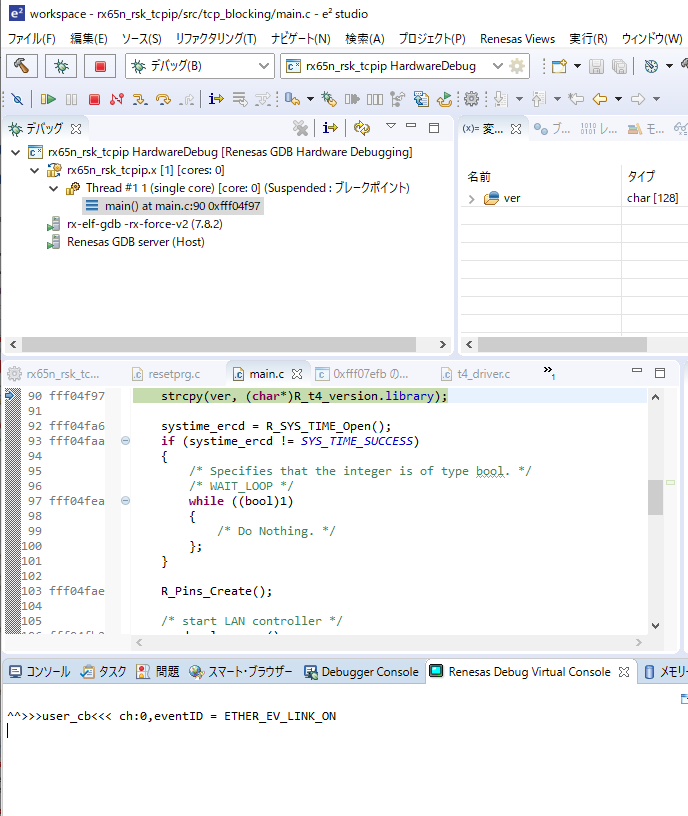 workspace - rx65n_rsk_tcpip/src/tcp_blocking/main.c - e² studio
ファイル(F) 編集(E) ソース(S) リファクタリング(T) ナビゲート(N) 検索(A) プロジェクト(P) Renesas Views 実行(R) ウィンドウ(W)
デバッグ(B) rx65n_rsk_tcpip HardwareDebug
デバッグ
rx65n_rsk_tcpip HardwareDebug [Renesas GDB Hardware Debugging]
rx65n_rsk_tcpip.x [1] [cores: 0]
Thread #1 1 (single core) [core: 0] (Suspended : ブレークポイント)
main() at main.c:90 0xfff04f97
rx-elf-gdb -rx-force-v2 (7.8.2)
Renesas GDB server (Host)
(x)= 変... ブ... レ... モ... 式
名前 タイプ
ver char [128]
rx65n_rsk_tc... resetprg.c main.c 0xfff07efb の... t4_driver.c »1
90 fff04f97 strcpy(ver, (char*)R_t4_version.library);
91
92 fff04fa6 systime_ercd = R_SYS_TIME_Open();
93 fff04faa if (systime_ercd != SYS_TIME_SUCCESS)
94 {
95 /* Specifies that the integer is of type bool. */
96 /* WAIT_LOOP */
97 fff04fea while ((bool)1)
98 {
99 /* Do Nothing. */
100 };
101 }
102
103 fff04fae R_Pins_Create();
104
105 /* start LAN controller */
コンソール タスク 問題 スマート・ブラウザー Debugger Console Renesas Debug Virtual Console メモリー
^^>>>user_cb<<< ch:0,eventID = ETHER_EV_LINK_ON